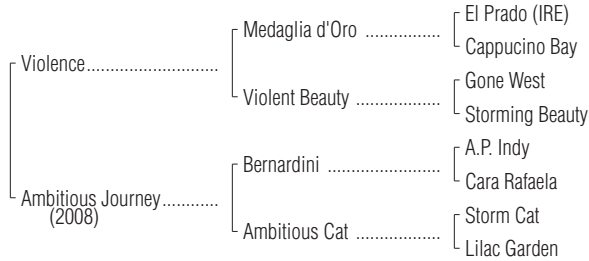 El Prado (IRE)
Medaglia d'Oro ..................
Cappucino Bay
Violence.............................
Gone West
Violent Beauty ....................
Storming Beauty
A.P. Indy
Bernardini ..........................
Cara Rafaela
Ambitious Journey............
(2008)
Storm Cat
Ambitious Cat ....................
Lilac Garden